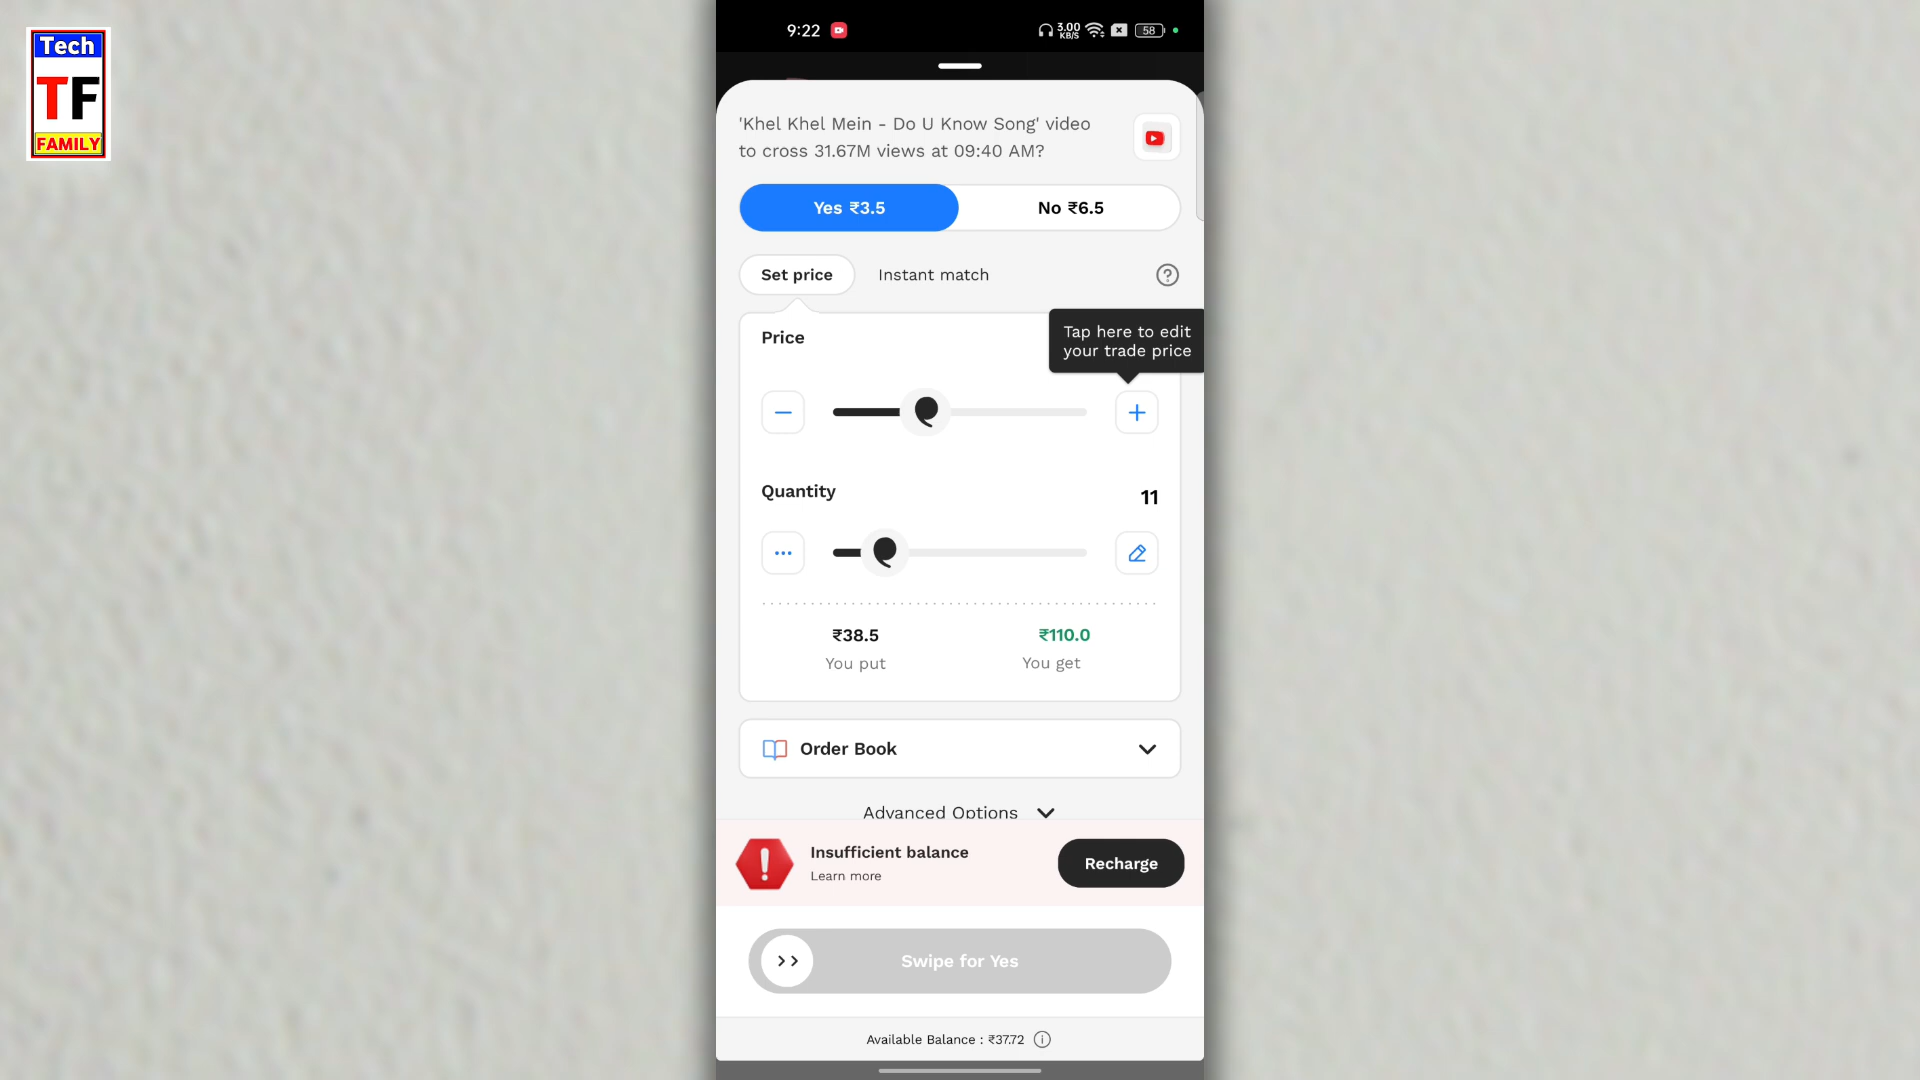 Tech
TF
FAMILY
9:22
3.00
KB/S
58
'Khel Khel Mein - Do U Know Song' video
to cross 31.67M views at 09:40 AM?
Yes ₹3.5
No ₹6.5
Set price
Instant match
?
Price
Tap here to edit
your trade price
Quantity
11
₹38.5
₹110.0
You put
You get
Order Book
Advanced Options
Insufficient balance
Learn more
Recharge
Swipe for Yes
Available Balance : ₹37.72